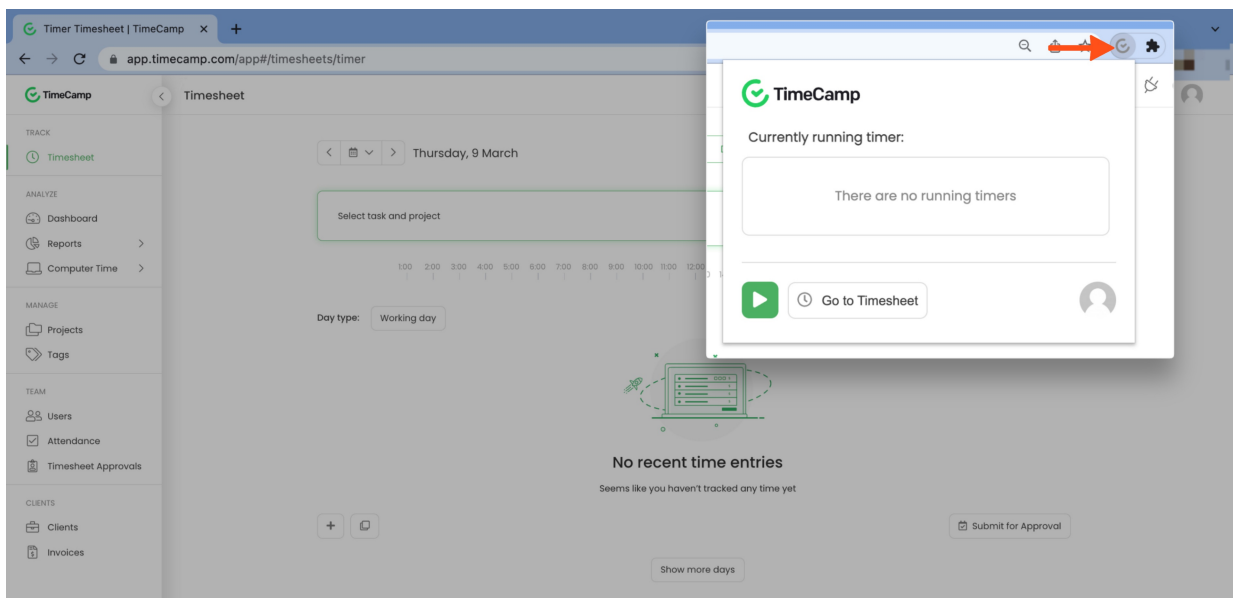 Timer Timesheet | TimeCamp
app.timecamp.com/app#/timesheets/timer
TimeCamp
Timesheet
TRACK
Timesheet
ANALYZE
Dashboard
Reports
Computer Time
MANAGE
Projects
Tags
TEAM
Users
Attendance
Timesheet Approvals
CLIENTS
Clients
Invoices
Thursday, 9 March
Select task and project
1:00 2:00 3:00 4:00 5:00 6:00 7:00 8:00 9:00 10:00 11:00 12:00
Day type: Working day
No recent time entries
Seems like you haven't tracked any time yet
Submit for Approval
Show more days
TimeCamp
Currently running timer:
There are no running timers
Go to Timesheet